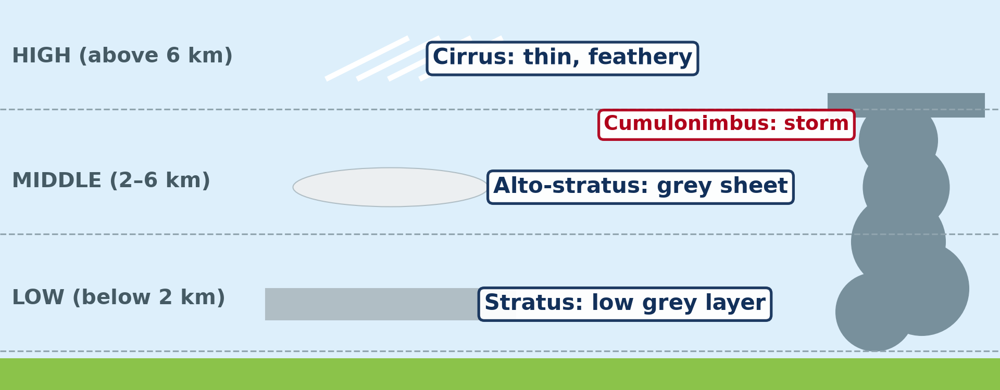 HIGH (above 6 km)
Cirrus: thin, feathery
Cumulonimbus: storm
MIDDLE (2–6 km)
Alto-stratus: grey sheet
LOW (below 2 km)
Stratus: low grey layer